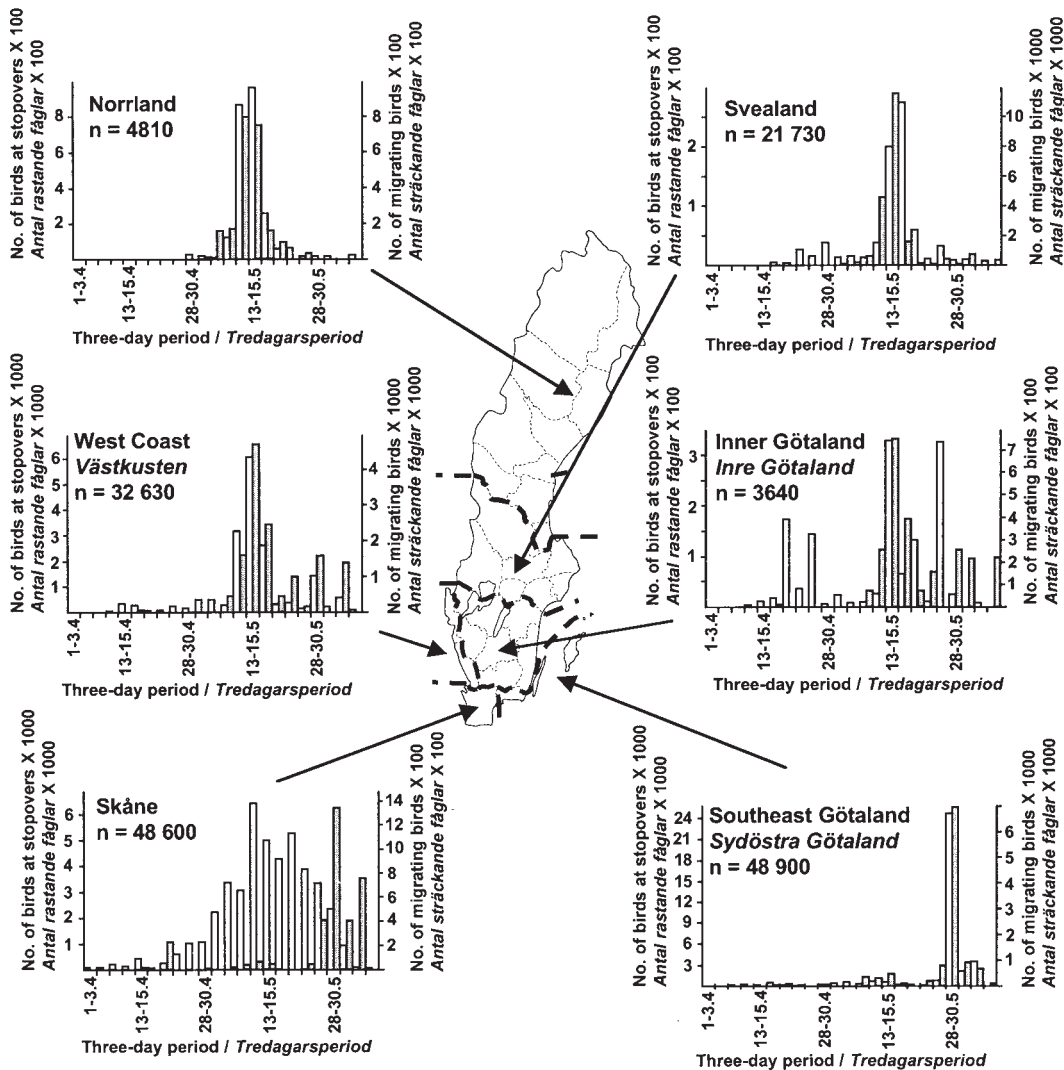 No. of birds at stopovers X 100
Antal rastande fåglar X 100
8
6
4
2
Norrland
n = 4810
8
6
4
2
No. of migrating birds X 100
Antal sträckande fåglar X 100
1-3.4
13-15.4
28-30.4
13-15.5
28-30.5
Three-day period / Tredagarsperiod
No. of birds at stopovers X 100
Antal rastande fåglar X 100
2
1
Svealand
n = 21 730
10
8
6
4
2
No. of migrating birds X 1000
Antal sträckande fåglar X 1000
1-3.4
13-15.4
28-30.4
13-15.5
28-30.5
Three-day period / Tredagarsperiod
No. of birds at stopovers X 1000
Antal rastande fåglar X 1000
6
5
4
3
2
1
West Coast
Västkusten
n = 32 630
4
3
2
1
No. of migrating birds X 1000
Antal sträckande fåglar X 1000
1-3.4
13-15.4
28-30.4
13-15.5
28-30.5
Three-day period / Tredagarsperiod
No. of birds at stopovers X 100
Antal rastande fåglar X 100
3
2
1
Inner Götaland
Inre Götaland
n = 3640
7
6
5
4
3
2
1
No. of migrating birds X 100
Antal sträckande fåglar X 100
1-3.4
13-15.4
28-30.4
13-15.5
28-30.5
Three-day period / Tredagarsperiod
No. of birds at stopovers X 1000
Antal rastande fåglar X 1000
6
5
4
3
2
1
Skåne
n = 48 600
14
12
10
8
6
4
2
No. of migrating birds X 100
Antal sträckande fåglar X 100
1-3.4
13-15.4
28-30.4
13-15.5
28-30.5
Three-day period / Tredagarsperiod
No. of birds at stopovers X 1000
Antal rastande fåglar X 1000
24
21
18
15
12
9
6
3
Southeast Götaland
Sydöstra Götaland
n = 48 900
6
5
4
3
2
1
No. of migrating birds X 1000
Antal sträckande fåglar X 1000
1-3.4
13-15.4
28-30.4
13-15.5
28-30.5
Three-day period / Tredagarsperiod